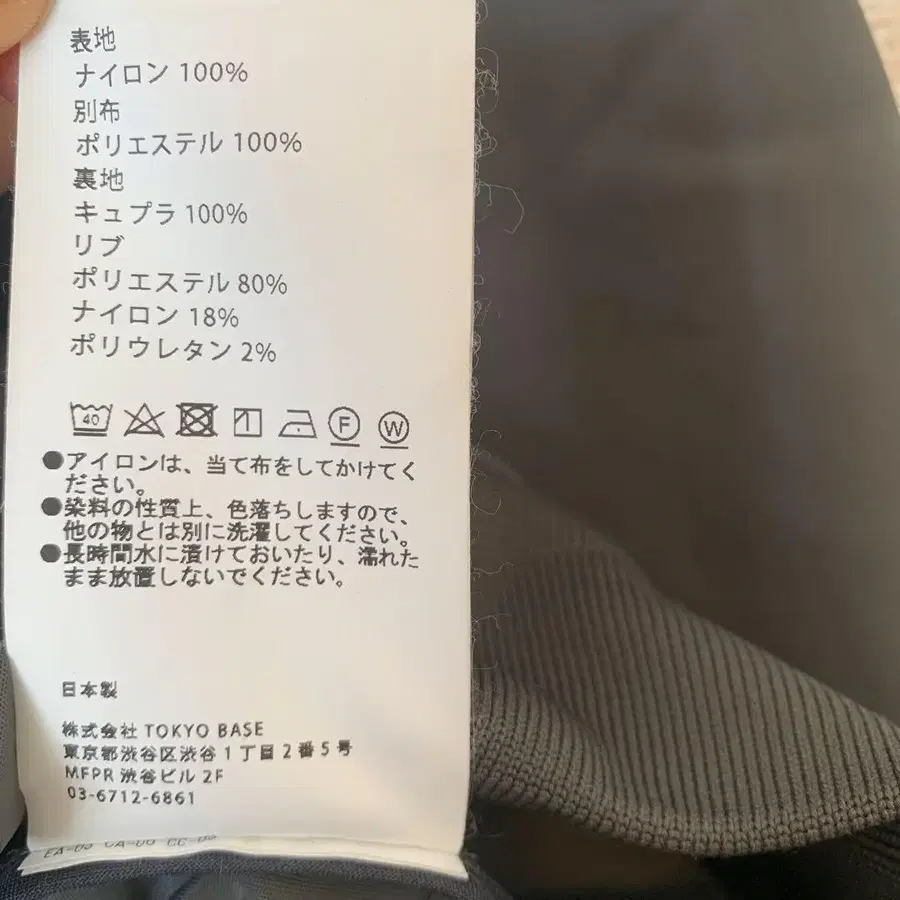 表地
ナイロン 100%
別布
ポリエステル 100%
裏地
キュプラ 100%
リブ
ポリエステル 80%
ナイロン 18%
ポリウレタン 2%
40 F W
●アイロンは、当て布をしてかけてく
ださい。
●染料の性質上、色落ちしますので、
他の物とは別に洗濯してください。
●長時間水に漬けておいたり、濡れた
まま放置しないでください。
日本製
株式会社 TOKYO BASE
東京都渋谷区渋谷1丁目2番5号
MFPR 渋谷ビル 2F
03-6712-6861